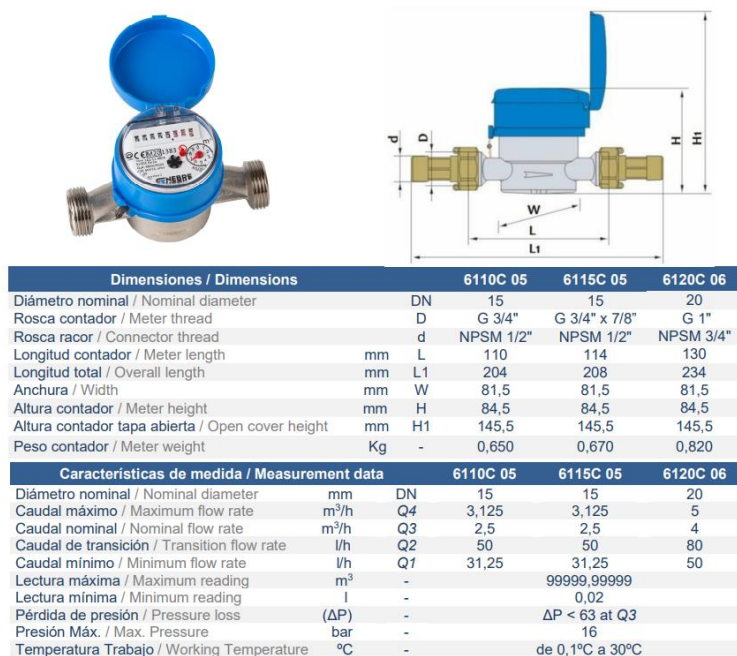 GENEBRE
d
D
H
H1
W
L
L1
Dimensiones / Dimensions 6110C 05 6115C 05 6120C 06
Diámetro nominal / Nominal diameter DN 15 15 20
Rosca contador / Meter thread D G 3/4" G 3/4" x 7/8” G 1"
Rosca racor / Connector thread d NPSM 1/2" NPSM 1/2" NPSM 3/4"
Longitud contador / Meter length mm L 110 114 130
Longitud total / Overall length mm L1 204 208 234
Anchura / Width mm W 81,5 81,5 81,5
Altura contador / Meter height mm H 84,5 84,5 84,5
Altura contador tapa abierta / Open cover height mm H1 145,5 145,5 145,5
Peso contador / Meter weight Kg - 0,650 0,670 0,820
Características de medida / Measurement data 6110C 05 6115C 05 6120C 06
Diámetro nominal / Nominal diameter mm DN 15 15 20
Caudal máximo / Maximum flow rate m³/h Q4 3,125 3,125 5
Caudal nominal / Nominal flow rate m³/h Q3 2,5 2,5 4
Caudal de transición / Transition flow rate l/h Q2 50 50 80
Caudal mínimo / Minimum flow rate l/h Q1 31,25 31,25 50
Lectura máxima / Maximum reading m³ - 99999,99999
Lectura mínima / Minimum reading l - 0,02
Pérdida de presión / Pressure loss (ΔP) - ΔP < 63 at Q3
Presión Máx. / Max. Pressure bar - 16
Temperatura Trabajo / Working Temperature ºC - de 0,1ºC a 30ºC